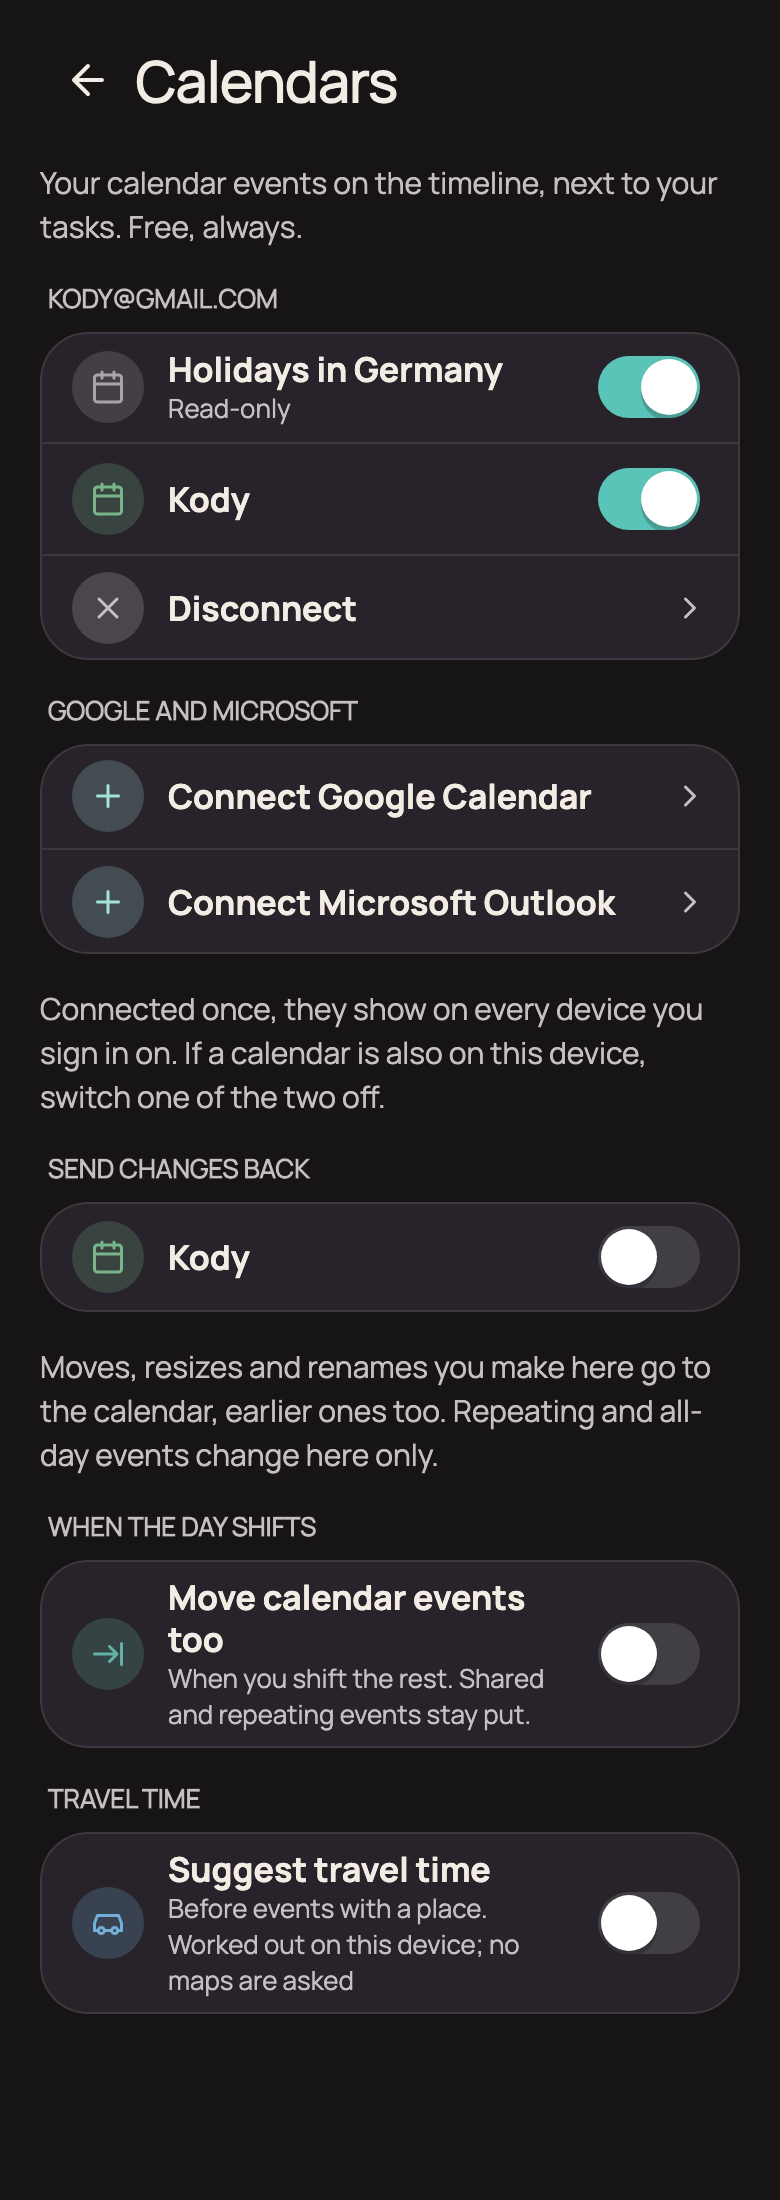 Calendars
Your calendar events on the timeline, next to your
tasks. Free, always.
KODY@GMAIL.COM
Holidays in Germany
Read-only
Kody
Disconnect
GOOGLE AND MICROSOFT
Connect Google Calendar
Connect Microsoft Outlook
Connected once, they show on every device you
sign in on. If a calendar is also on this device,
switch one of the two off.
SEND CHANGES BACK
Kody
Moves, resizes and renames you make here go to
the calendar, earlier ones too. Repeating and all-
day events change here only.
WHEN THE DAY SHIFTS
Move calendar events
too
When you shift the rest. Shared
and repeating events stay put.
TRAVEL TIME
Suggest travel time
Before events with a place.
Worked out on this device; no
maps are asked